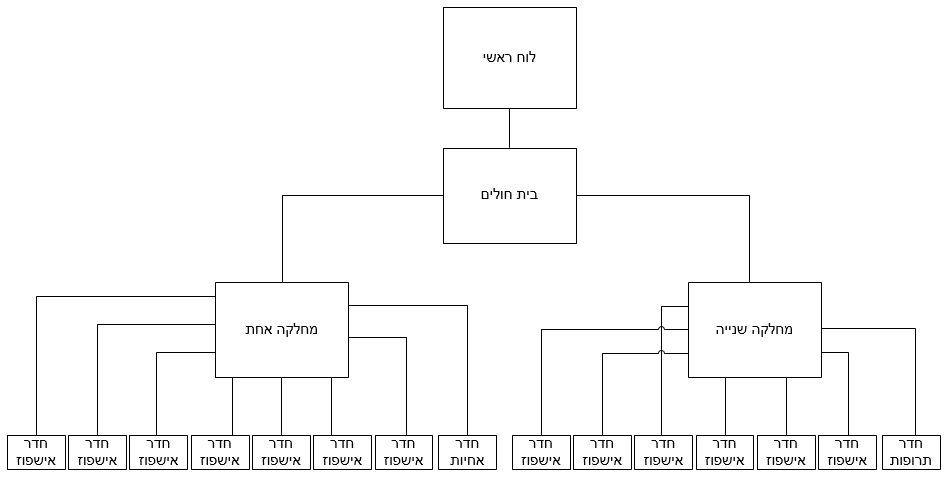 לוח ראשי
בית חולים
מחלקה אחת
מחלקה שנייה
חדר
אישפוז
חדר
אישפוז
חדר
אישפוז
חדר
אישפוז
חדר
אישפוז
חדר
אישפוז
חדר
אישפוז
חדר
אחיות
חדר
אישפוז
חדר
אישפוז
חדר
אישפוז
חדר
אישפוז
חדר
אישפוז
חדר
אישפוז
חדר
תרופות